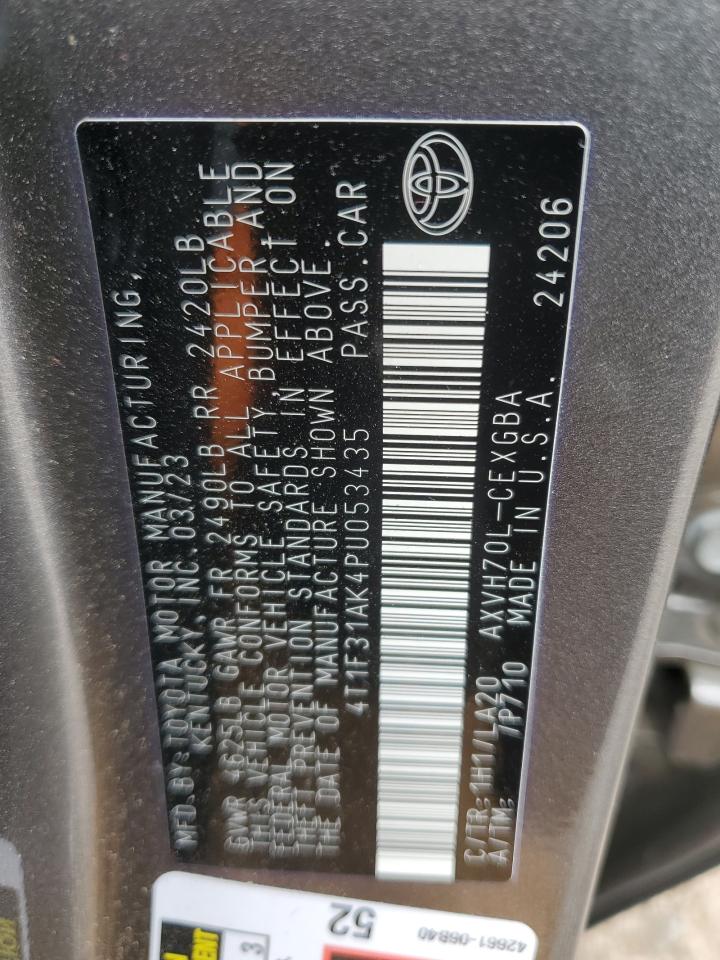 MFD.BY:TOYOTA MOTOR MANUFACTURING,
KENTUCKY, INC.03/23
GVWR 4625LB GAWR FR 2490LB RR 2420LB
THIS VEHICLE CONFORMS TO ALL APPLICABLE
FEDERAL MOTOR VEHICLE SAFETY, BUMPER AND
THEFT PREVENTION STANDARDS IN EFFECT ON
THE DATE OF MANUFACTURE SHOWN ABOVE.
4T1F31AK4PU053435 PASS.CAR
C/TR:1H1/LA20 AXVH70L-CEXGBA
A/TM: /P710 MADE IN U.S.A.
24206
52
42661-06B40
3